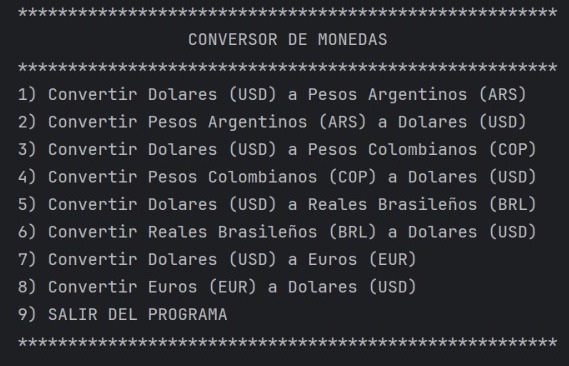 ******************************************************
CONVERSOR DE MONEDAS
******************************************************
1) Convertir Dolares (USD) a Pesos Argentinos (ARS)
2) Convertir Pesos Argentinos (ARS) a Dolares (USD)
3) Convertir Dolares (USD) a Pesos Colombianos (COP)
4) Convertir Pesos Colombianos (COP) a Dolares (USD)
5) Convertir Dolares (USD) a Reales Brasileños (BRL)
6) Convertir Reales Brasileños (BRL) a Dolares (USD)
7) Convertir Dolares (USD) a Euros (EUR)
8) Convertir Euros (EUR) a Dolares (USD)
9) SALIR DEL PROGRAMA
******************************************************